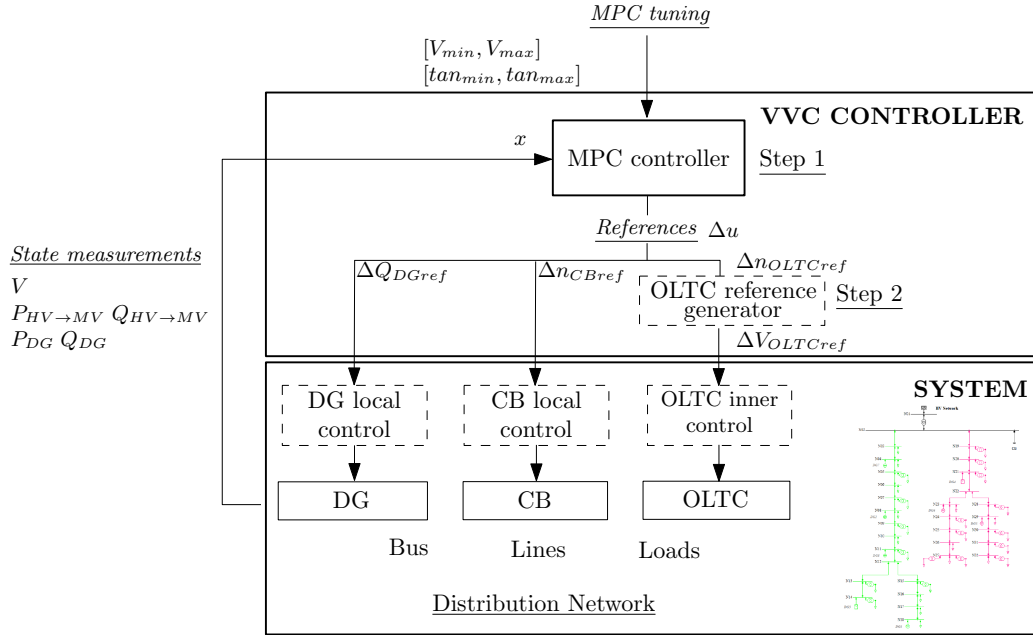 MPC tuning
[V_min, V_max]
[tan_min, tan_max]
VVC CONTROLLER
x
MPC controller
Step 1
References Δu
State measurements
V
P_HV→MV Q_HV→MV
P_DG Q_DG
ΔQ_DGref
Δn_CBref
Δn_OLTCref
OLTC reference
generator
Step 2
ΔV_OLTCref
SYSTEM
DG local
control
CB local
control
OLTC inner
control
HV Network
DG
CB
OLTC
Bus
Lines
Loads
Distribution Network